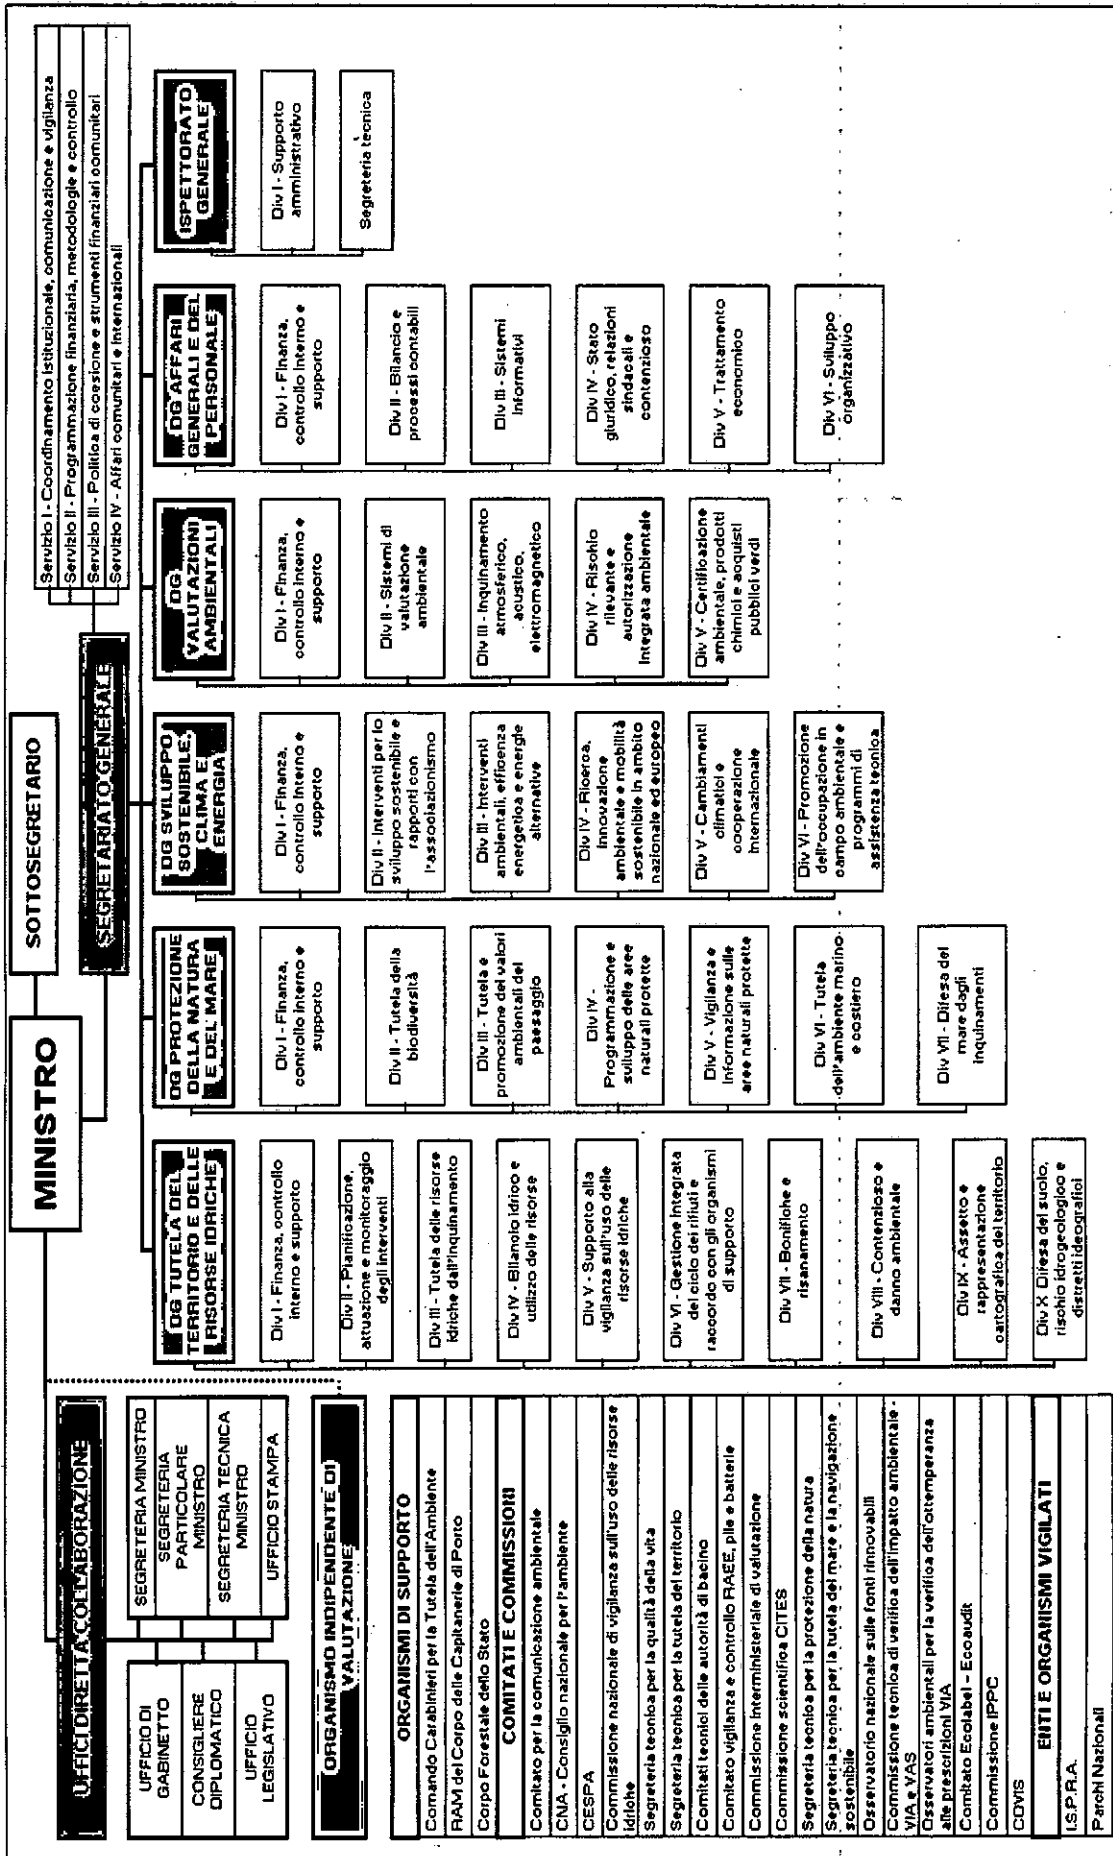 MINISTRO
SOTTOSEGRETARIO
SEGRETARIATO GENERALE
Servizio I - Coordinamento istituzionale, comunicazione e vigilanza
Servizio II - Programmazione finanziaria, metodologie e controllo
Servizio III - Politica di coesione e strumenti finanziari comunitari
Servizio IV - Affari comunitari e internazionali
UFFICI DIRETTA COLLABORAZIONE
UFFICIO DI
GABINETTO
CONSIGLIERE
DIPLOMATICO
UFFICIO
LEGISLATIVO
SEGRETERIA MINISTRO
SEGRETERIA
PARTICOLARE
MINISTRO
SEGRETERIA TECNICA
MINISTRO
UFFICIO STAMPA
ORGANISMO INDIPENDENTE DI
VALUTAZIONE
ORGANISMI DI SUPPORTO
Comando Carabinieri per la Tutela dell'Ambiente
RAM del Corpo delle Capitanerie di Porto
Corpo Forestale dello Stato
COMITATI E COMMISSIONI
Comitato per la comunicazione ambientale
CNA - Consiglio nazionale per l'ambiente
CESPA
Commissione nazionale di vigilanza sull'uso delle risorse
idriche
Segreteria tecnica per la qualità della vita
Segreteria tecnica per la tutela del territorio
Comitati tecnici delle autorità di bacino
Comitato vigilanza e controllo RAEE, pile e batterie
Commissione interministeriale di valutazione
Commissione scientifica CITES
Segreteria tecnica per la protezione della natura
Segreteria tecnica per la tutela del mare e la navigazione
sostenibile
Osservatorio nazionale sulle fonti rinnovabili
Commissione tecnica di verifica dell'impatto ambientale -
VIA e VAS
Osservatori ambientali per la verifica dell'ottemperanza
alle prescrizioni VIA
Comitato Ecolabel - Ecoaudit
Commissione IPPC
COVIS
ENTI E ORGANISMI VIGILATI
I.S.P.R.A.
Parchi Nazionali
DG TUTELA DEL
TERRITORIO E DELLE
RISORSE IDRICHE
Div I - Finanza, controllo
interno e supporto
Div II - Pianificazione,
attuazione e monitoraggio
degli interventi
Div III - Tutela delle risorse
idriche dall'inquinamento
Div IV - Bilancio idrico e
utilizzo delle risorse
Div V - Supporto alla
vigilanza sull'uso delle
risorse idriche
Div VI - Gestione integrata
del ciclo dei rifiuti e
raccordo con gli organismi
di supporto
Div VII - Bonifiche e
risanamento
Div VIII - Contenzioso e
danno ambientale
Div IX - Assetto e
rappresentazione
cartografica del territorio
Div X Difesa del suolo,
rischio idrogeologico e
distretti ideografici
DG PROTEZIONE
DELLA NATURA
E DEL MARE
Div I - Finanza,
controllo interno e
supporto
Div II - Tutela della
biodiversità
Div III - Tutela e
promozione dei valori
ambientali del
paesaggio
Div IV -
Programmazione e
sviluppo delle aree
naturali protette
Div V - Vigilanza e
Informazione sulle
aree naturali protette
Div VI - Tutela
dell'ambiente marino
e costiero
Div VII - Difesa del
mare dagli
inquinamenti
DG SVILUPPO
SOSTENIBILE,
CLIMA E
ENERGIA
Div I - Finanza,
controllo interno e
supporto
Div II - Interventi per lo
sviluppo sostenibile e
rapporti con
l'associazionismo
Div III - Interventi
ambientali, efficienza
energetica e energie
alternative
Div IV - Ricerca,
Innovazione
ambientale e mobilità
sostenibile in ambito
nazionale ed europeo
Div V - Cambiamenti
climatici e
cooperazione
internazionale
Div VI - Promozione
dell'occupazione in
campo ambientale e
programmi di
assistenza tecnica
DG
VALUTAZIONI
AMBIENTALI
Div I - Finanza,
controllo interno e
supporto
Div II - Sistemi di
valutazione
ambientale
Div III - Inquinamento
atmosferico,
acustico,
elettromagnetico
Div IV - Rischio
rilevante e
autorizzazione
Integrata ambientale
Div V - Certificazione
ambientale, prodotti
chimici e acquisti
pubblici verdi
DG AFFARI
GENERALI E DEL
PERSONALE
Div I - Finanza,
controllo interno e
supporto
Div II - Bilancio e
processi contabili
Div III - Sistemi
Informativi
Div IV - Stato
giuridico, relazioni
sindacali e
contenzioso
Div V - Trattamento
economico
Div VI - Sviluppo
organizzativo
ISPETTORATO
GENERALE
Div I - Supporto
amministrativo
Segreteria tecnica